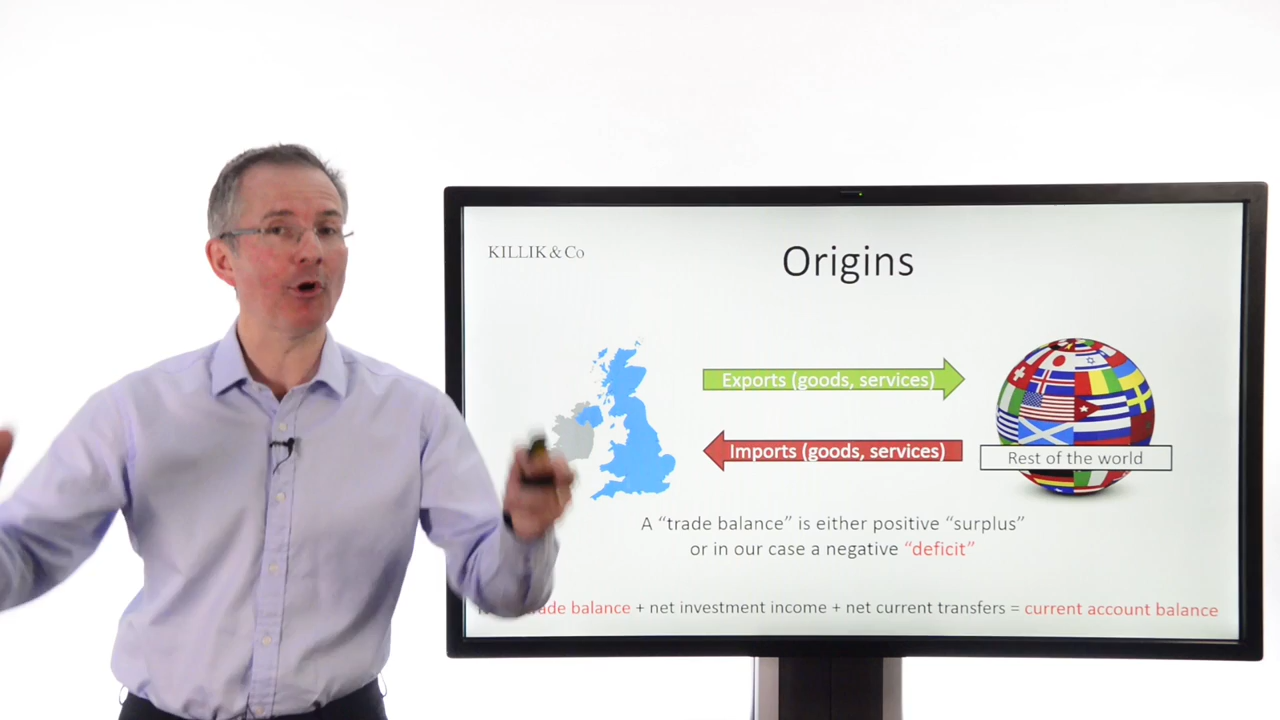 KILLIK & Co
Origins
Exports (goods, services)
Imports (goods, services)
Rest of the world
A “trade balance” is either positive “surplus”
or in our case a negative “deficit”
balance + net investment income + net current transfers = current account balance